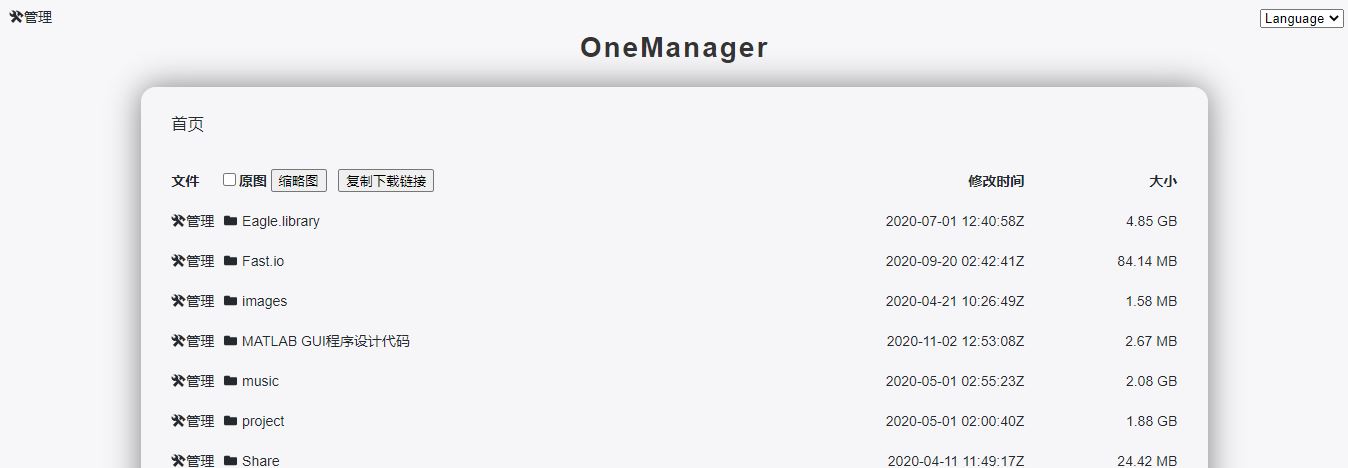 管理 Language
OneManager
首页
文件 原图 缩略图 复制下载链接 修改时间 大小
管理 Eagle.library 2020-07-01 12:40:58Z 4.85 GB
管理 Fast.io 2020-09-20 02:42:41Z 84.14 MB
管理 images 2020-04-21 10:26:49Z 1.58 MB
管理 MATLAB GUI程序设计代码 2020-11-02 12:53:08Z 2.67 MB
管理 music 2020-05-01 02:55:23Z 2.08 GB
管理 project 2020-05-01 02:00:40Z 1.88 GB
管理 Share 2020-04-11 11:49:17Z 24.42 MB